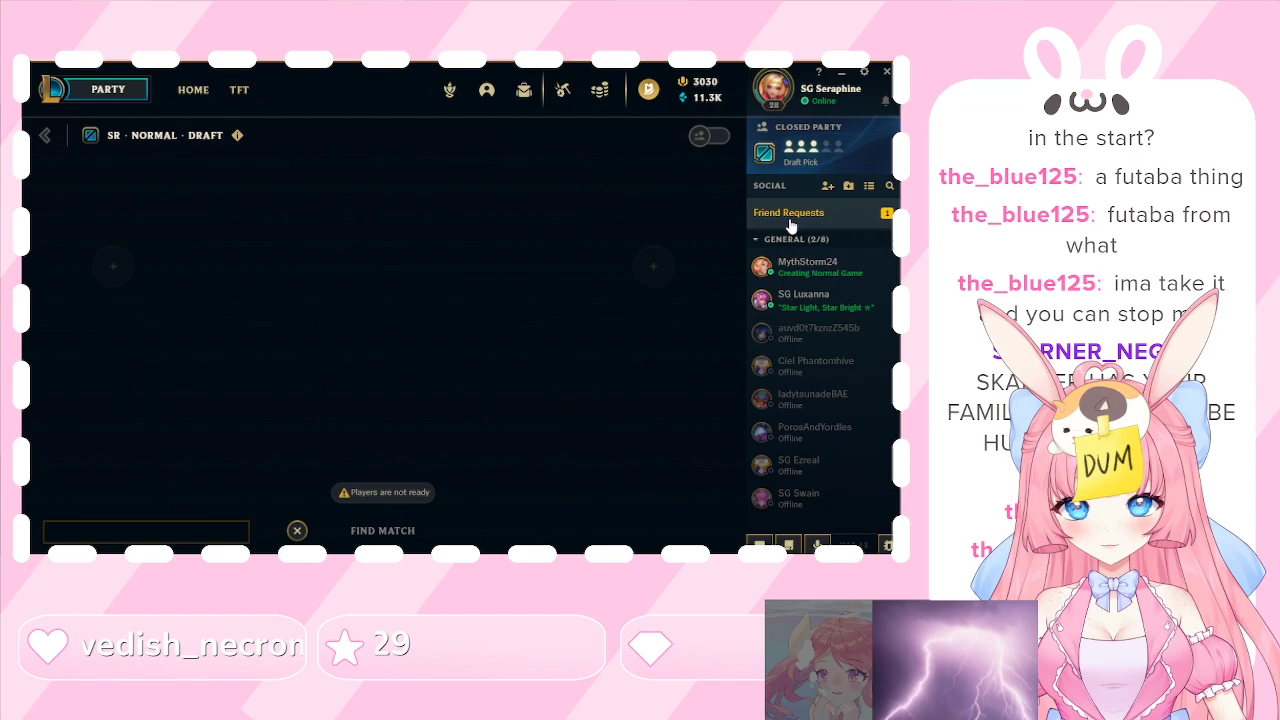 PARTY
HOME
TFT
3030
11.3K
?
SG Seraphine
Online
28
SR · NORMAL · DRAFT
CLOSED PARTY
Draft Pick
SOCIAL
Friend Requests
1
GENERAL (2/8)
MythStorm24
Creating Normal Game
SG Luxanna
"Star Light, Star Bright ☆"
auvd0t7kznzZ545b
Offline
Ciel Phantomhive
Offline
ladytsunadeBAE
Offline
PorosAndYordles
Offline
SG Ezreal
Offline
SG Swain
Offline
Players are not ready
FIND MATCH
in the start?
the_blue125: a futaba thing
the_blue125: futaba from
what
the_blue125: ima take it
you can stop
DUM
vedish_necron
29